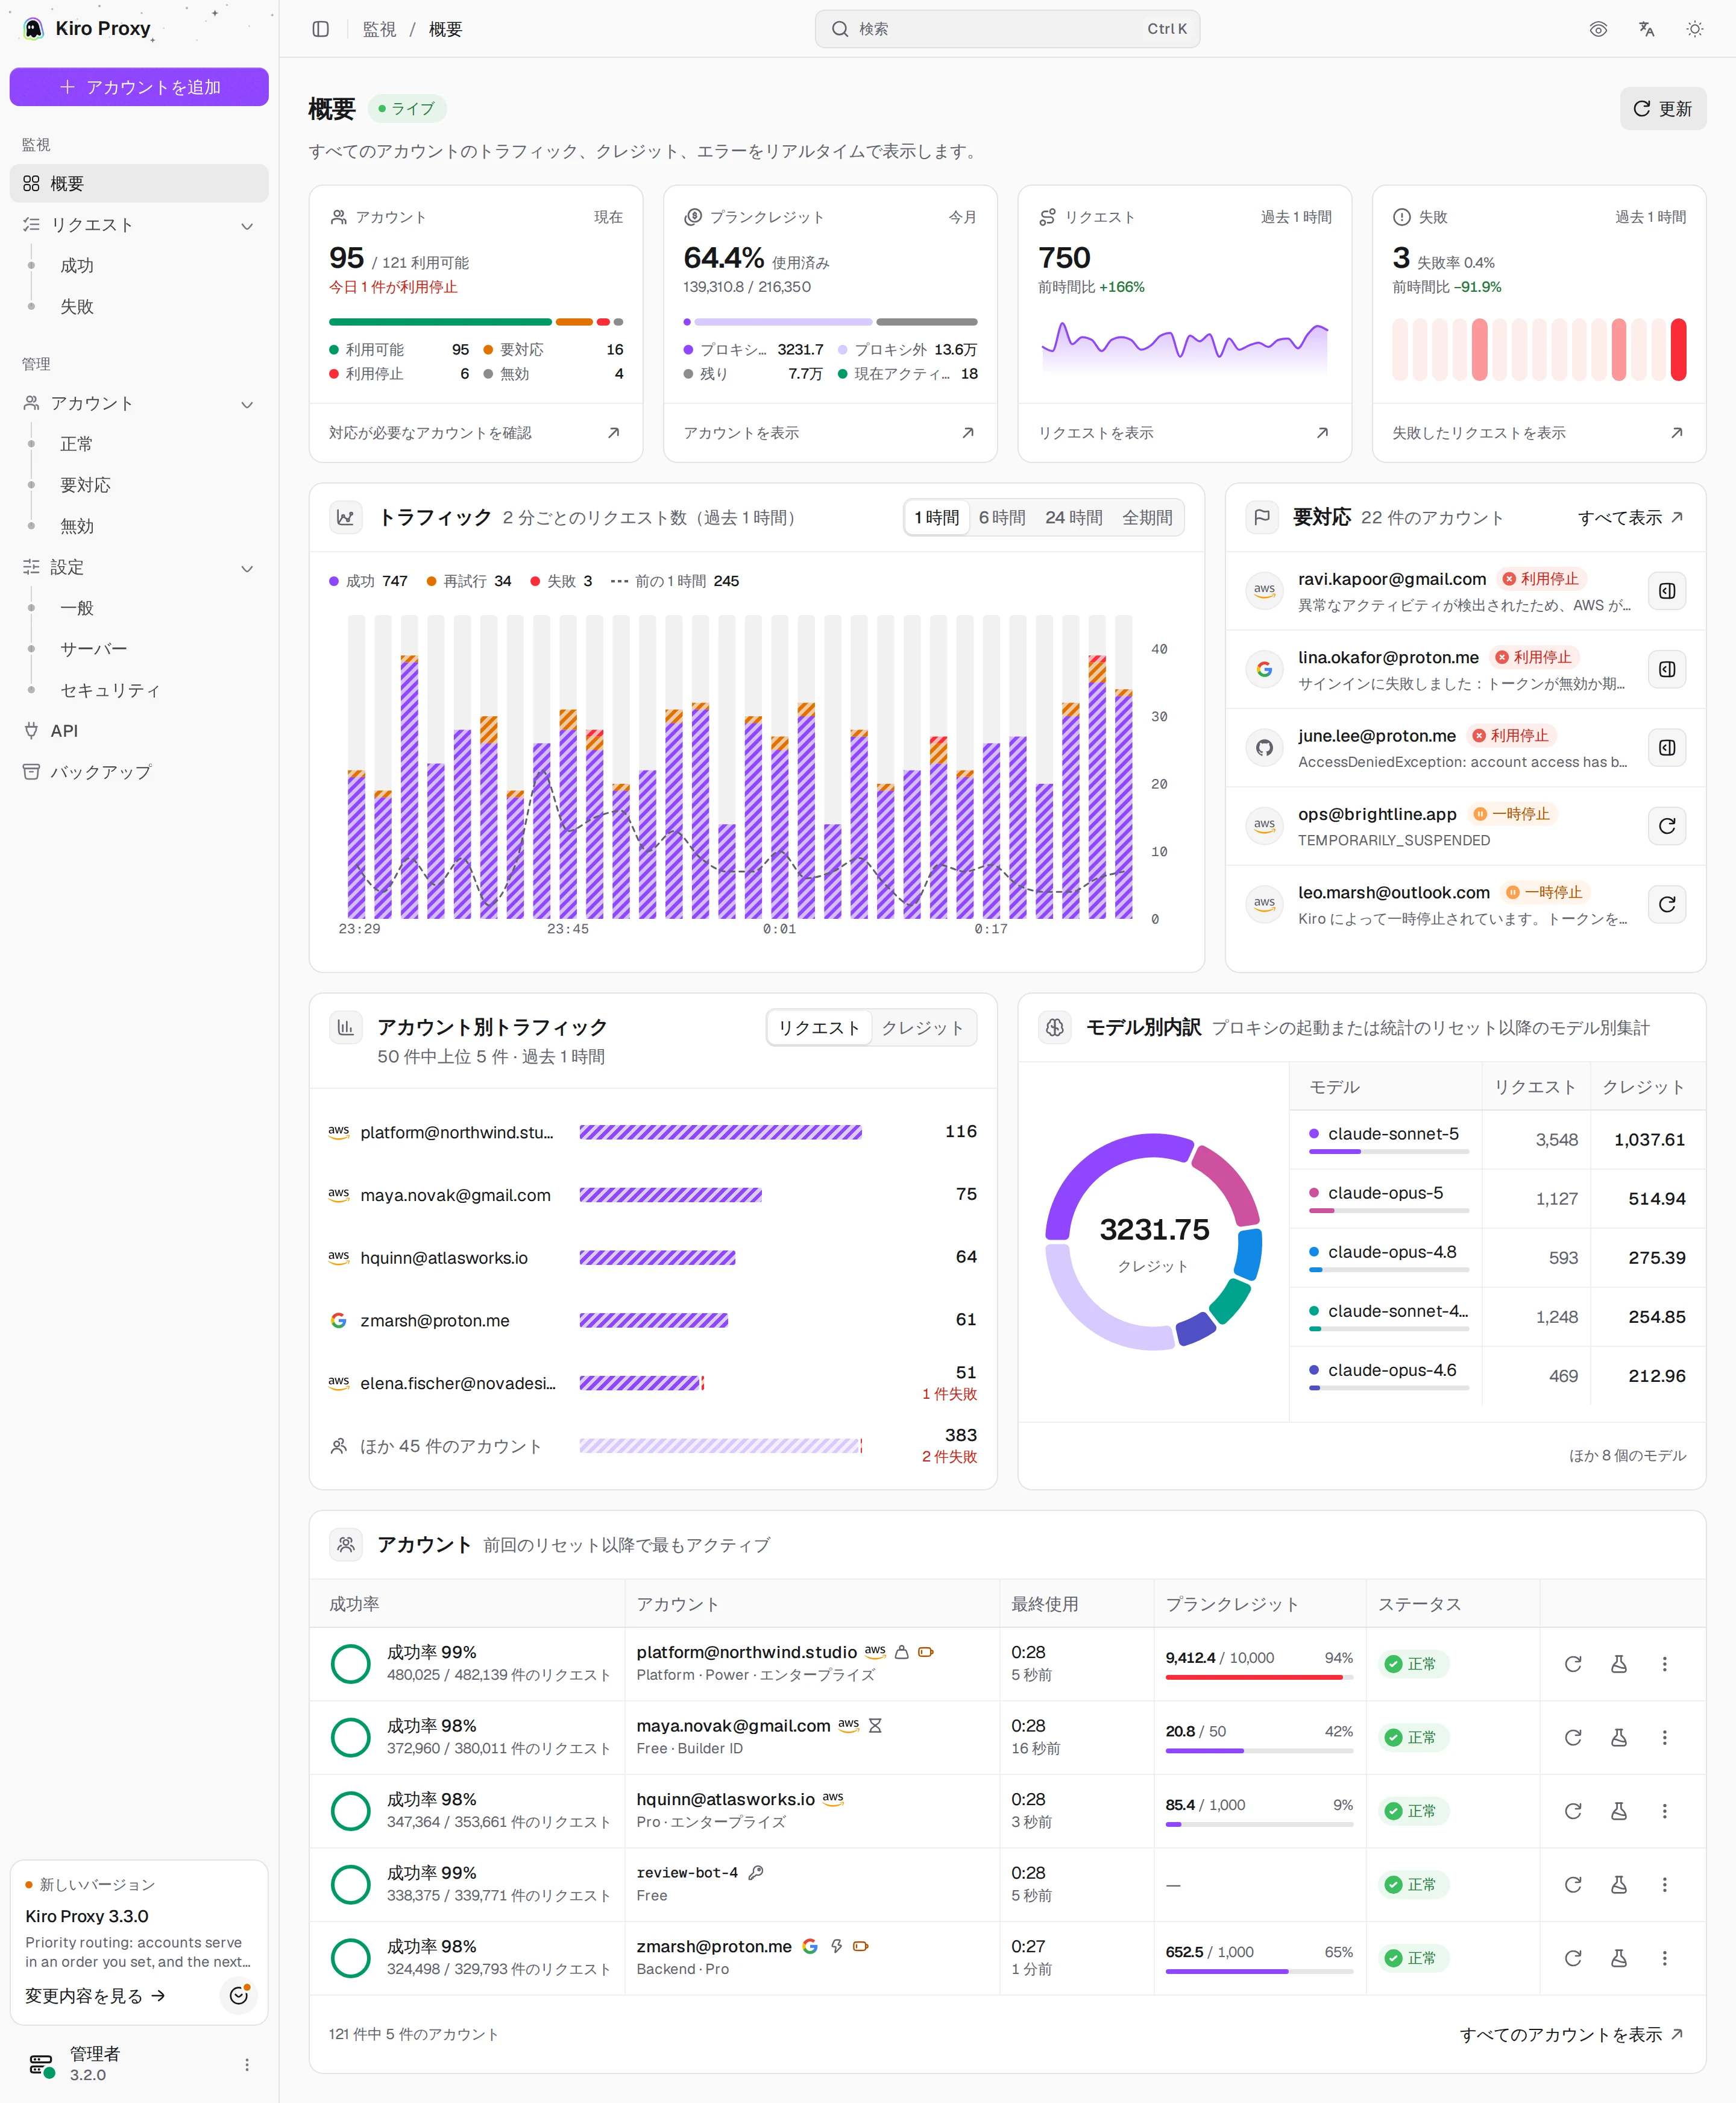 Kiro Proxy
監視 / 概要
検索
Ctrl K
アカウントを追加
監視
概要
リクエスト
成功
失敗
管理
アカウント
正常
要対応
無効
設定
一般
サーバー
セキュリティ
API
バックアップ
新しいバージョン
Kiro Proxy 3.3.0
Priority routing: accounts serve
in an order you set, and the next...
変更内容を見る →
管理者
3.2.0
概要
ライブ
更新
すべてのアカウントのトラフィック、クレジット、エラーをリアルタイムで表示します。
アカウント 現在
95 / 121 利用可能
今日 1 件が利用停止
利用可能 95 要対応 16
利用停止 6 無効 4
対応が必要なアカウントを確認
プランクレジット 今月
64.4% 使用済み
139,310.8 / 216,350
プロキシ... 3231.7 プロキシ外 13.6万
残り 7.7万 現在アクティ... 18
アカウントを表示
リクエスト 過去 1 時間
750
前時間比 +166%
リクエストを表示
失敗 過去 1 時間
3 失敗率 0.4%
前時間比 −91.9%
失敗したリクエストを表示
トラフィック 2 分ごとのリクエスト数（過去 1 時間）
1 時間 6 時間 24 時間 全期間
成功 747 再試行 34 失敗 3 前の 1 時間 245
40
30
20
10
0
23:29 23:45 0:01 0:17
要対応 22 件のアカウント すべて表示
aws ravi.kapoor@gmail.com 利用停止
異常なアクティビティが検出されたため、AWS が...
lina.okafor@proton.me 利用停止
サインインに失敗しました：トークンが無効か期...
june.lee@proton.me 利用停止
AccessDeniedException: account access has b...
aws ops@brightline.app 一時停止
TEMPORARILY_SUSPENDED
aws leo.marsh@outlook.com 一時停止
Kiro によって一時停止されています。トークンを...
アカウント別トラフィック
50 件中上位 5 件 · 過去 1 時間
リクエスト クレジット
aws platform@northwind.stu... 116
aws maya.novak@gmail.com 75
aws hquinn@atlasworks.io 64
zmarsh@proton.me 61
aws elena.fischer@novadesi... 51
1 件失敗
ほか 45 件のアカウント 383
2 件失敗
モデル別内訳 プロキシの起動または統計のリセット以降のモデル別集計
3231.75
クレジット
モデル リクエスト クレジット
claude-sonnet-5 3,548 1,037.61
claude-opus-5 1,127 514.94
claude-opus-4.8 593 275.39
claude-sonnet-4... 1,248 254.85
claude-opus-4.6 469 212.96
ほか 8 個のモデル
アカウント 前回のリセット以降で最もアクティブ
成功率 アカウント 最終使用 プランクレジット ステータス
成功率 99% platform@northwind.studio aws 0:28 9,412.4 / 10,000 94% 正常
480,025 / 482,139 件のリクエスト Platform · Power · エンタープライズ 5 秒前
成功率 98% maya.novak@gmail.com aws 0:28 20.8 / 50 42% 正常
372,960 / 380,011 件のリクエスト Free · Builder ID 16 秒前
成功率 98% hquinn@atlasworks.io aws 0:28 85.4 / 1,000 9% 正常
347,364 / 353,661 件のリクエスト Pro · エンタープライズ 3 秒前
成功率 99% review-bot-4 0:28 — 正常
338,375 / 339,771 件のリクエスト Free 5 秒前
成功率 98% zmarsh@proton.me 0:27 652.5 / 1,000 65% 正常
324,498 / 329,793 件のリクエスト Backend · Pro 1 分前
121 件中 5 件のアカウント すべてのアカウントを表示